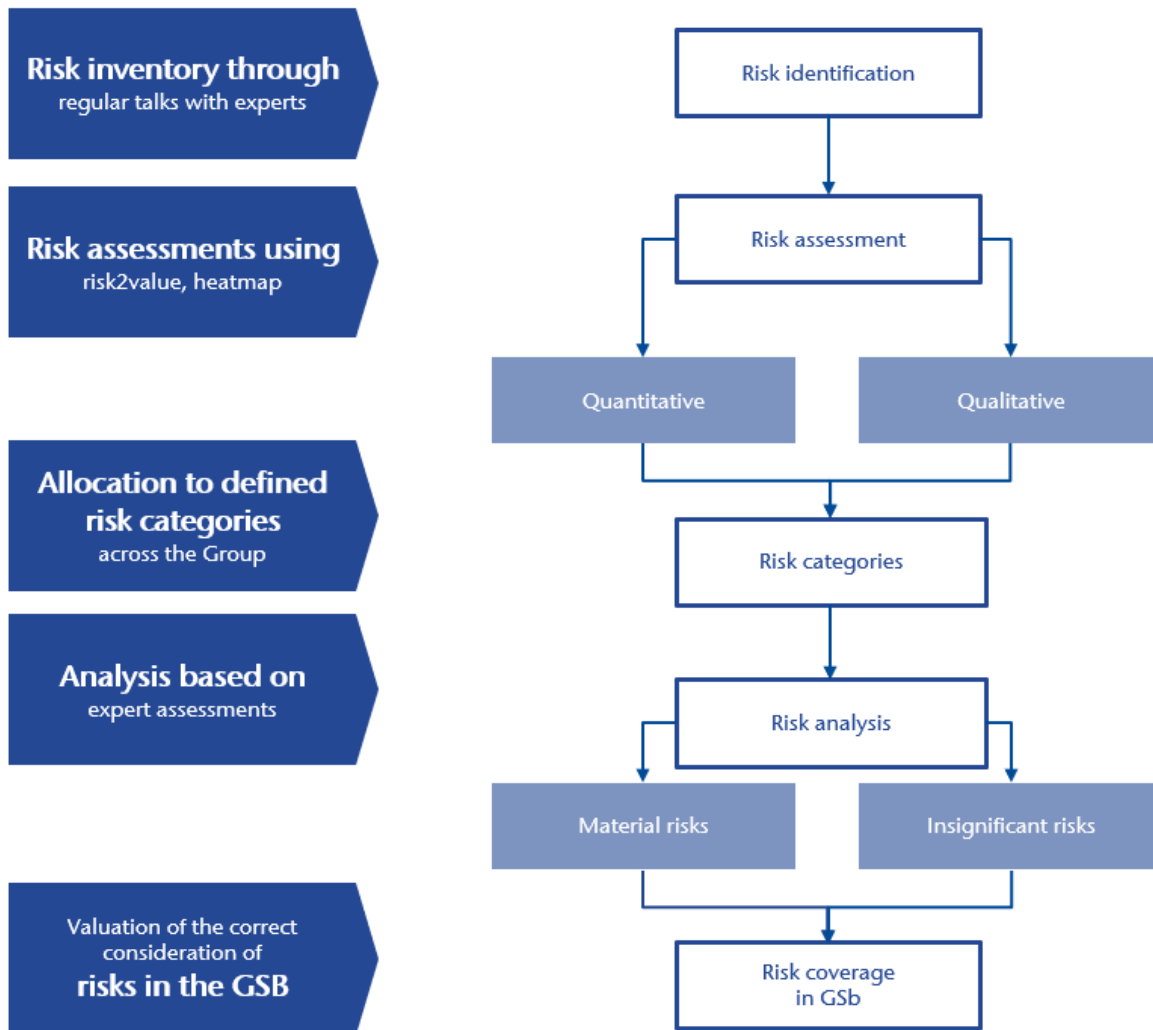 Risk inventory through
regular talks with experts
Risk identification
Risk assessments using
risk2value, heatmap
Risk assessment
Quantitative
Qualitative
Allocation to defined
risk categories
across the Group
Risk categories
Analysis based on
expert assessments
Risk analysis
Material risks
Insignificant risks
Valuation of the correct
consideration of
risks in the GSB
Risk coverage
in GSb